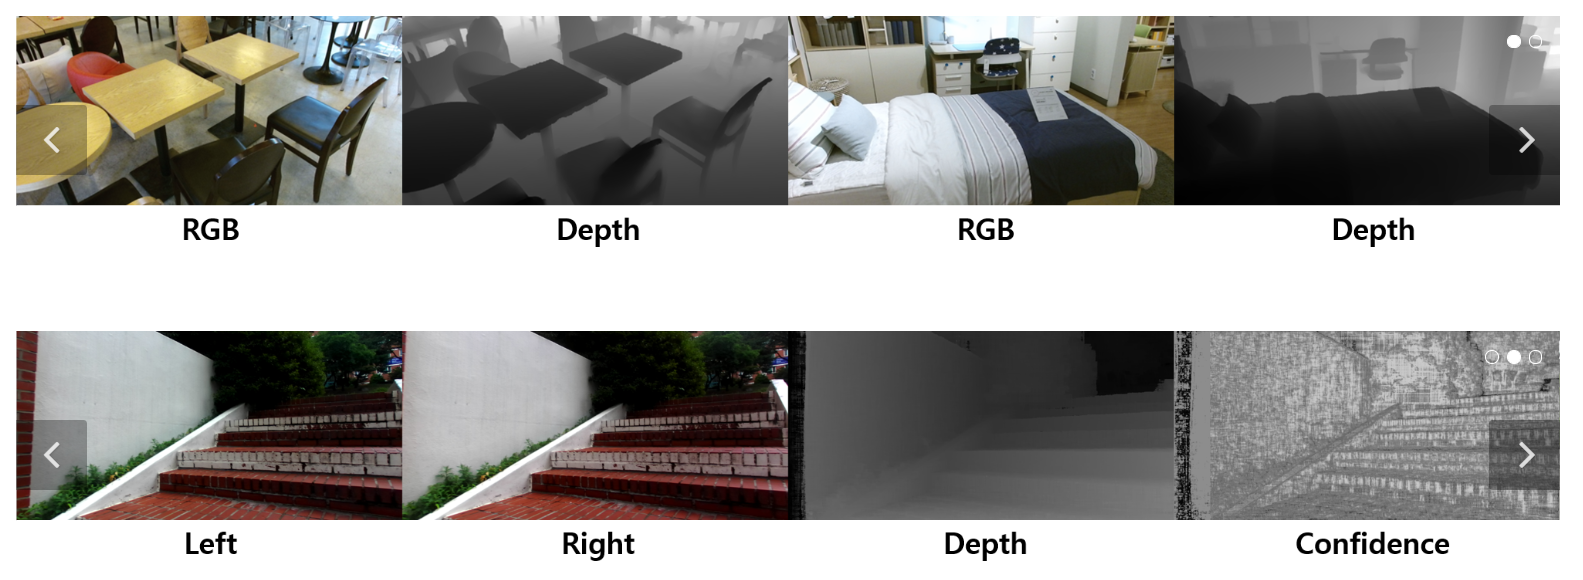 RGB
Depth
RGB
Depth
Left
Right
Depth
Confidence